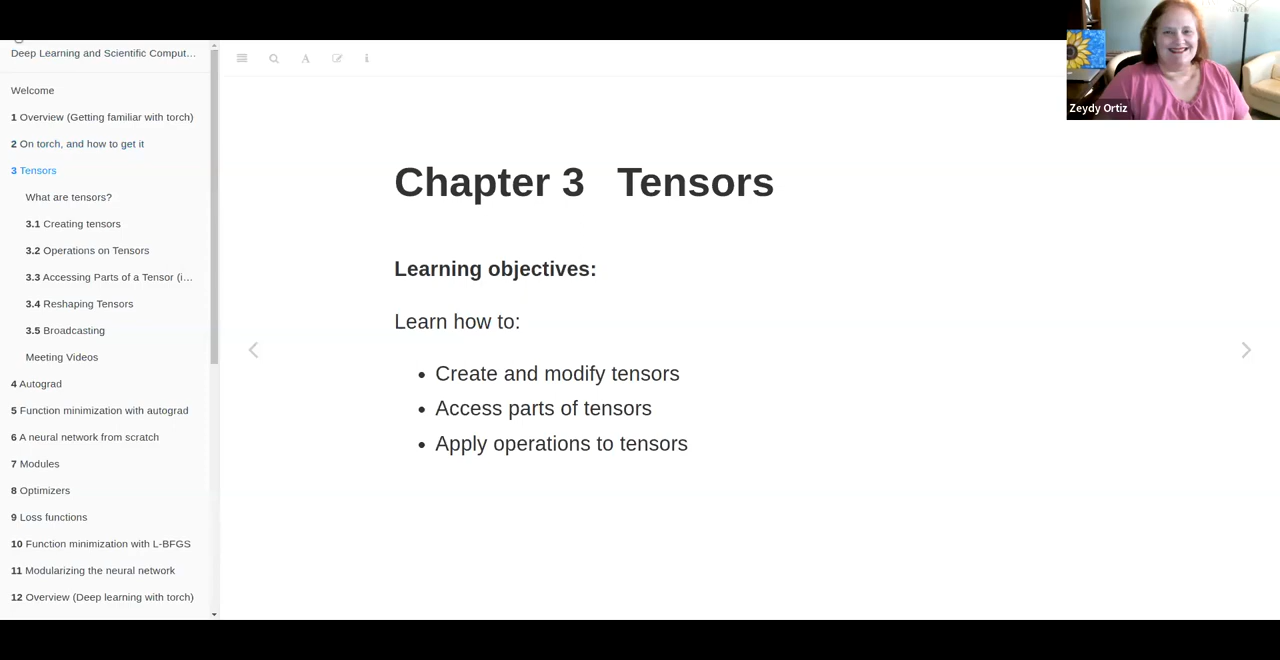 Deep Learning and Scientific Comput...
Welcome
1 Overview (Getting familiar with torch)
2 On torch, and how to get it
3 Tensors
What are tensors?
3.1 Creating tensors
3.2 Operations on Tensors
3.3 Accessing Parts of a Tensor (i...
3.4 Reshaping Tensors
3.5 Broadcasting
Meeting Videos
4 Autograd
5 Function minimization with autograd
6 A neural network from scratch
7 Modules
8 Optimizers
9 Loss functions
10 Function minimization with L-BFGS
11 Modularizing the neural network
12 Overview (Deep learning with torch)
A
i
Chapter 3 Tensors
Learning objectives:
Learn how to:
• Create and modify tensors
• Access parts of tensors
• Apply operations to tensors
Zeydy Ortiz